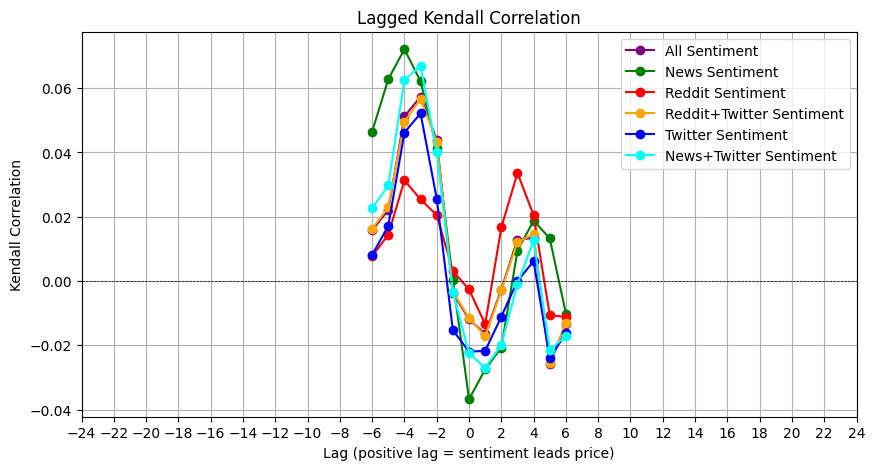 Lagged Kendall Correlation
All Sentiment
News Sentiment
Reddit Sentiment
Reddit+Twitter Sentiment
Twitter Sentiment
News+Twitter Sentiment
Kendall Correlation
0.06
0.04
0.02
0.00
−0.02
−0.04
−24 −22 −20 −18 −16 −14 −12 −10 −8 −6 −4 −2 0 2 4 6 8 10 12 14 16 18 20 22 24
Lag (positive lag = sentiment leads price)